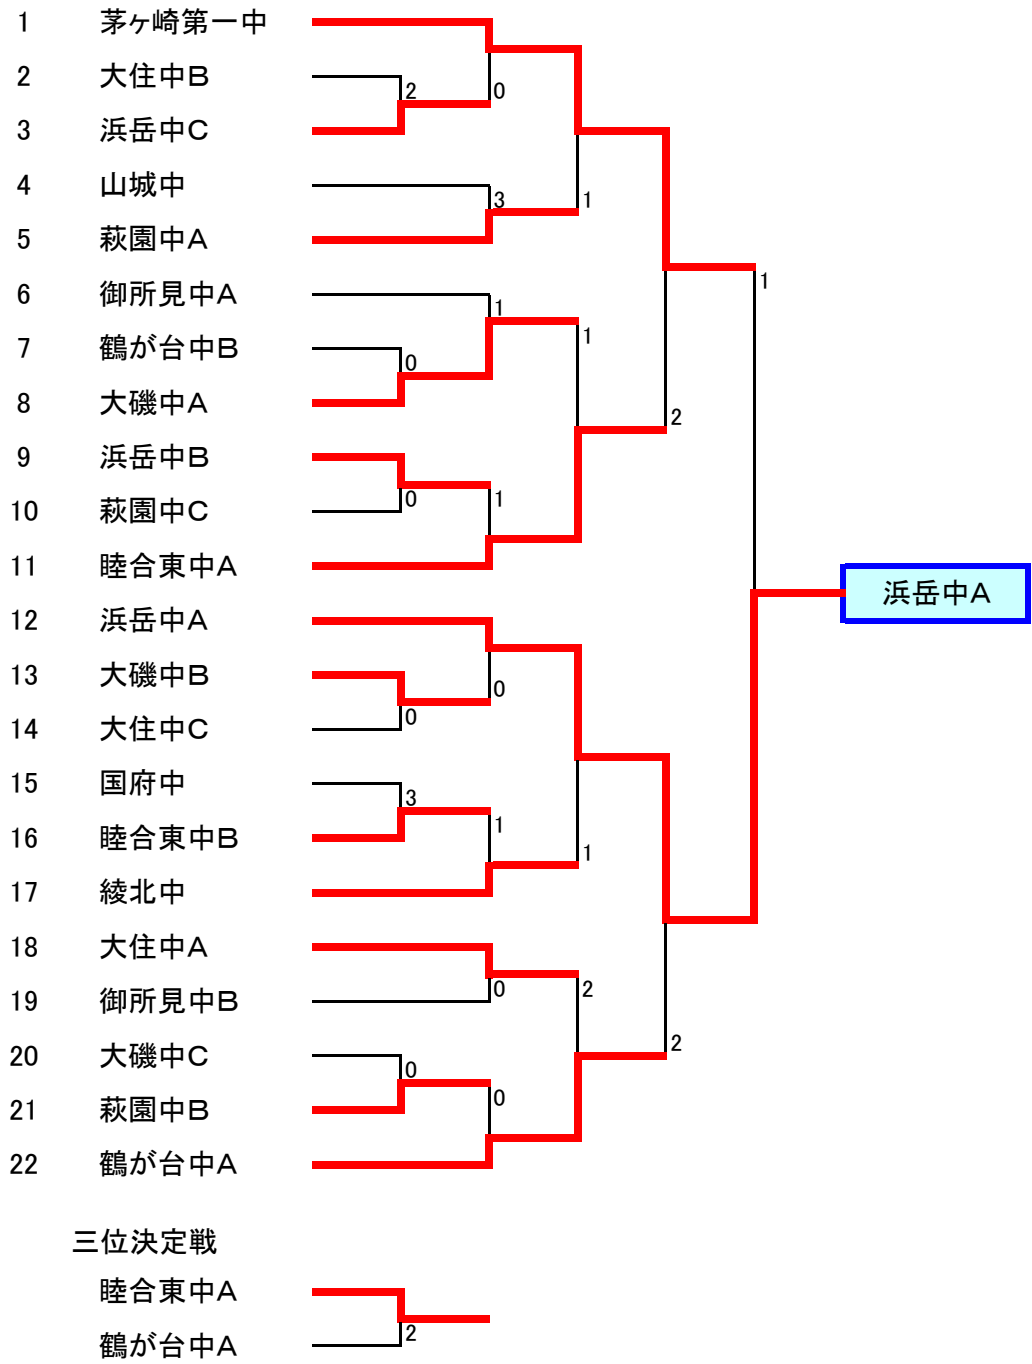 1 茅ヶ崎第一中
2 大住中B
2
0
3 浜岳中C
4 山城中
3
1
5 萩園中A
1
6 御所見中A
1
1
7 鶴が台中B
0
8 大磯中A
2
9 浜岳中B
0
1
10 萩園中C
11 睦合東中A
浜岳中A
12 浜岳中A
13 大磯中B
0
0
14 大住中C
15 国府中
3
1
1
16 睦合東中B
17 綾北中
18 大住中A
0
2
19 御所見中B
2
20 大磯中C
0
0
21 萩園中B
22 鶴が台中A
三位決定戦
睦合東中A
2
鶴が台中A